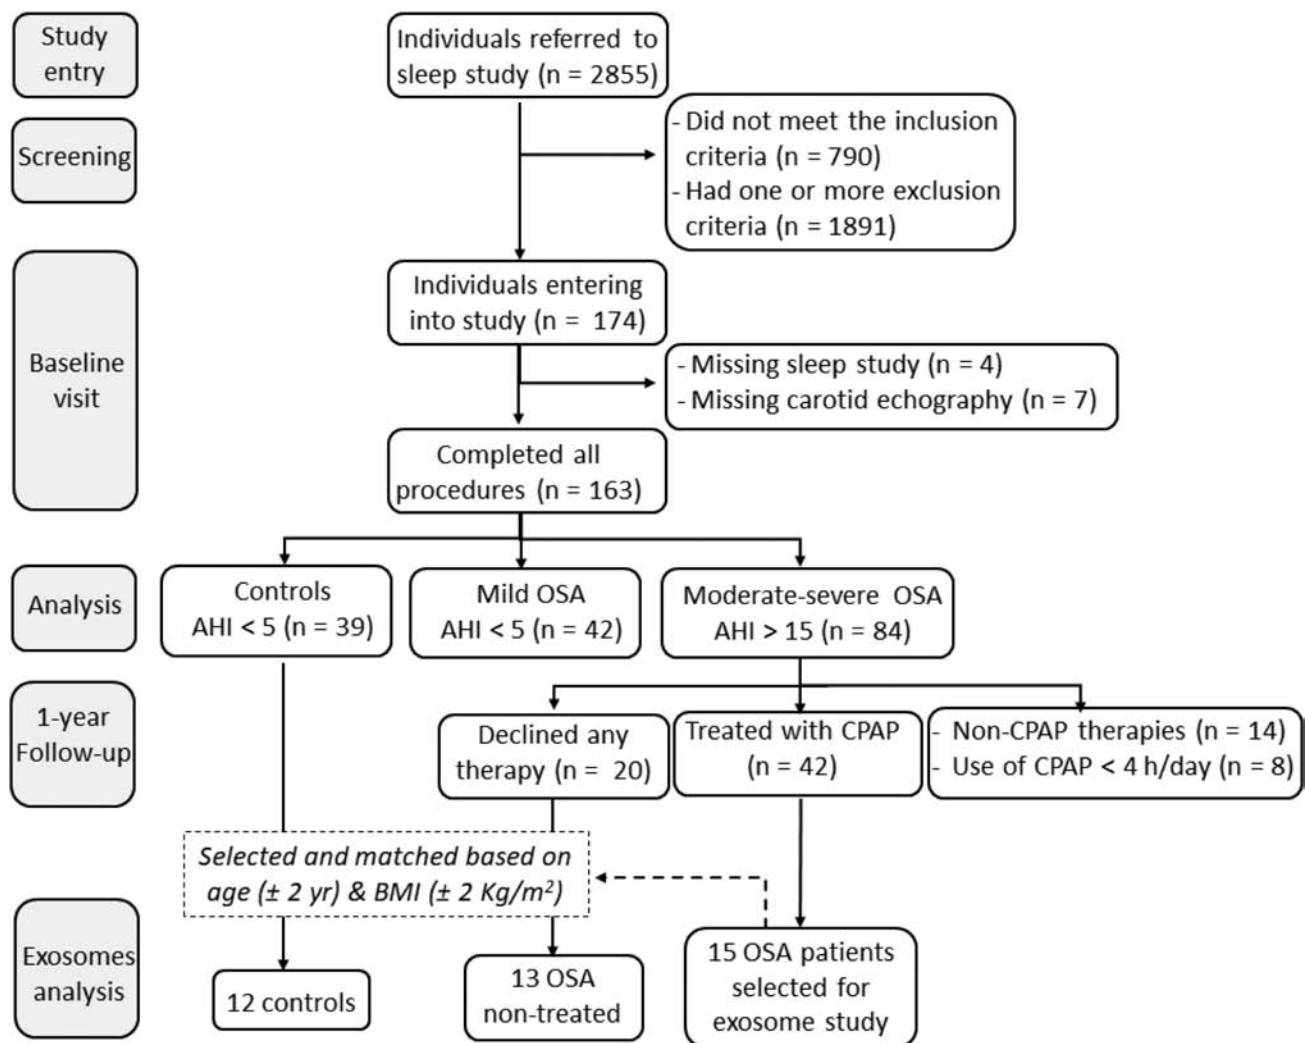 Study
entry
Individuals referred to
sleep study (n = 2855)
Screening
- Did not meet the inclusion
criteria (n = 790)
- Had one or more exclusion
criteria (n = 1891)
Baseline
visit
Individuals entering
into study (n = 174)
- Missing sleep study (n = 4)
- Missing carotid echography (n = 7)
Completed all
procedures (n = 163)
Analysis
Controls
AHI < 5 (n = 39)
Mild OSA
AHI < 5 (n = 42)
Moderate-severe OSA
AHI > 15 (n = 84)
1-year
Follow-up
Declined any
therapy (n = 20)
Treated with CPAP
(n = 42)
- Non-CPAP therapies (n = 14)
- Use of CPAP < 4 h/day (n = 8)
Selected and matched based on
age (± 2 yr) & BMI (± 2 Kg/m²)
Exosomes
analysis
12 controls
13 OSA
non-treated
15 OSA patients
selected for
exosome study